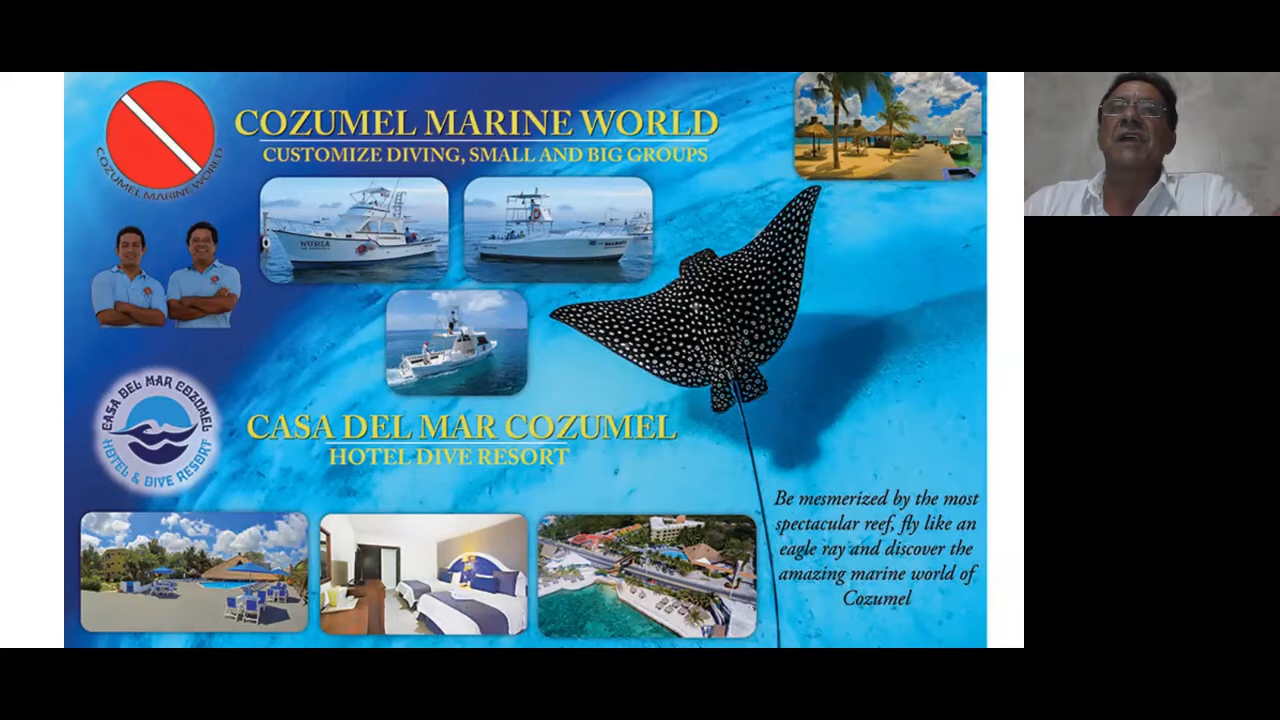 COZUMEL MARINE WORLD
CUSTOMIZE DIVING, SMALL AND BIG GROUPS
COZUMEL MARINE WORLD
NURIA
CASA DEL MAR COZUMEL
HOTEL & DIVE RESORT
CASA DEL MAR COZUMEL
HOTEL DIVE RESORT
Be mesmerized by the most
spectacular reef, fly like an
eagle ray and discover the
amazing marine world of
Cozumel